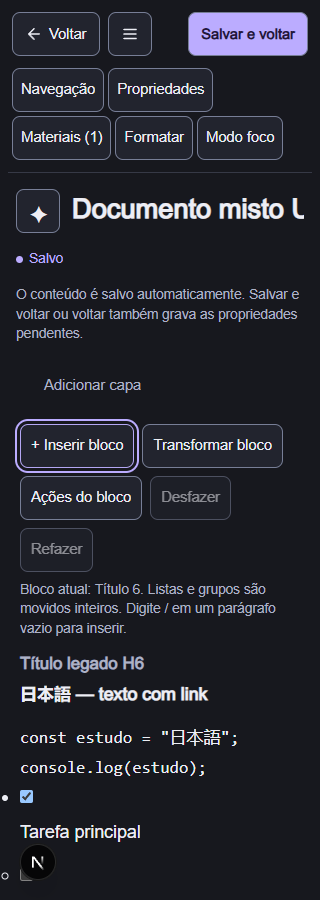 Voltar
Salvar e voltar
Navegação
Propriedades
Materiais (1)
Formatar
Modo foco
Documento misto U
Salvo
O conteúdo é salvo automaticamente. Salvar e
voltar ou voltar também grava as propriedades
pendentes.
Adicionar capa
+ Inserir bloco
Transformar bloco
Ações do bloco
Desfazer
Refazer
Bloco atual: Título 6. Listas e grupos são
movidos inteiros. Digite / em um parágrafo
vazio para inserir.
Título legado H6
日本語 — texto com link
const estudo = "日本語";
console.log(estudo);
Tarefa principal
N